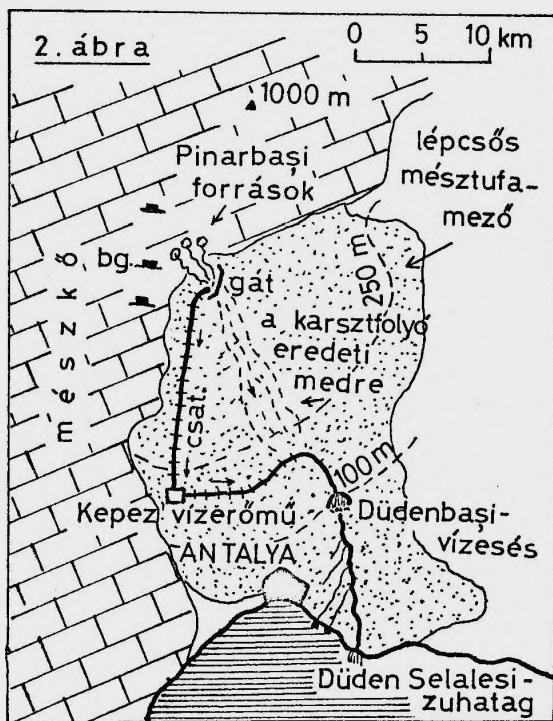 2. ábra
0 5 10 km
1000 m
Pinarbaşi
források
lépcsős
mésztufa-
mező
bg.
mészkő
gát
250 m
a karsztfolyó
eredeti
medre
csat.
100 m
Kepez vízerőmű
Düdenbaşi-
vízesés
ANTALYA
Düden Selalesi-
zuhatag